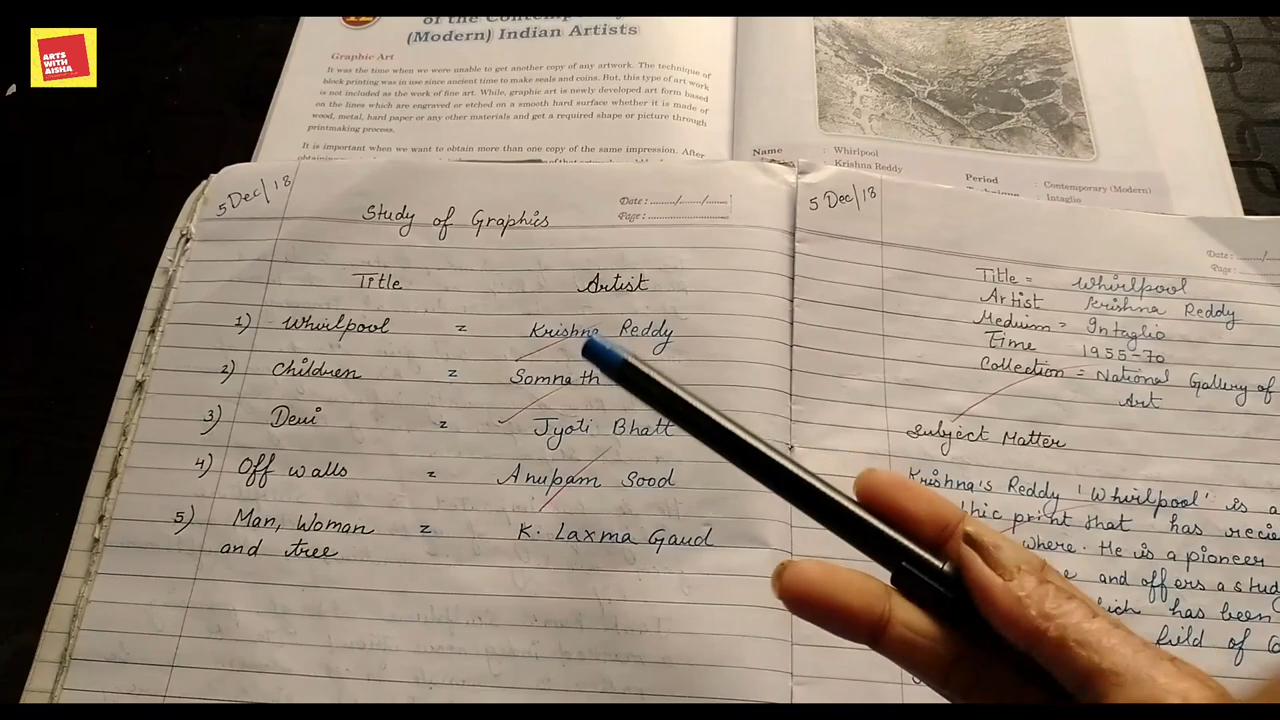 ARTS
WITH
AISHA
12
of the Contemporary
(Modern) Indian Artists
Graphic Art
It was the time when we were unable to get another copy of any artwork. The technique of
block printing was in use since ancient time to make seals and coins. But, this type of art work
is not included as the work of fine art. While, graphic art is newly developed art form based
on the lines which are engraved or etched on a smooth hard surface whether it is made of
wood, metal, hard paper or any other materials and get a required shape or picture through
printmaking process.
It is important when we want to obtain more than one copy of the same impression. After
Name : Whirlpool
: Krishna Reddy
Period : Contemporary (Modern)
: Intaglio
5 Dec/18
Date : ......../......./.......
Page : ..........................
Study of Graphics
Title Artist
1) Whirlpool = Krishna Reddy
2) Children = Somnath
3) Devi = Jyoti Bhatt
4) Off walls = Anupam Sood
5) Man, Woman = K. Laxma Gaud
and tree
5 Dec/18
Date :
Page :
Title = Whirlpool
Artist Krishna Reddy
Medium = Intaglio
Time 1955-70
Collection = National Gallery of
Art
Subject Matter
Krishna's Reddy 'Whirlpool' is a
print that has
where. He is a pioneer
and offers a
has been
field of